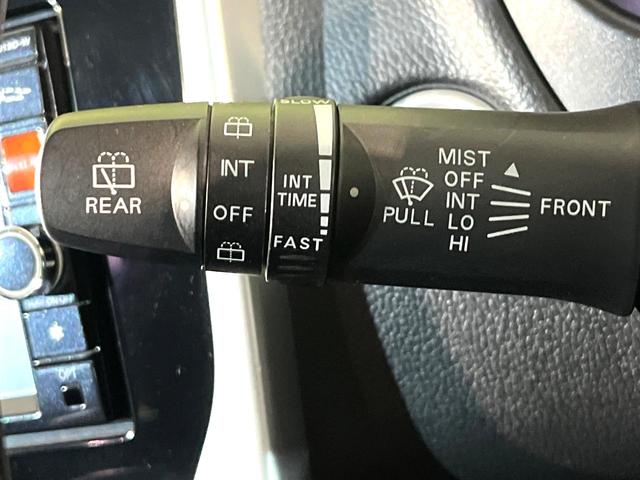 REAR
INT
OFF
SLOW
INT
TIME
FAST
PULL
MIST
OFF
INT
LO
HI
FRONT